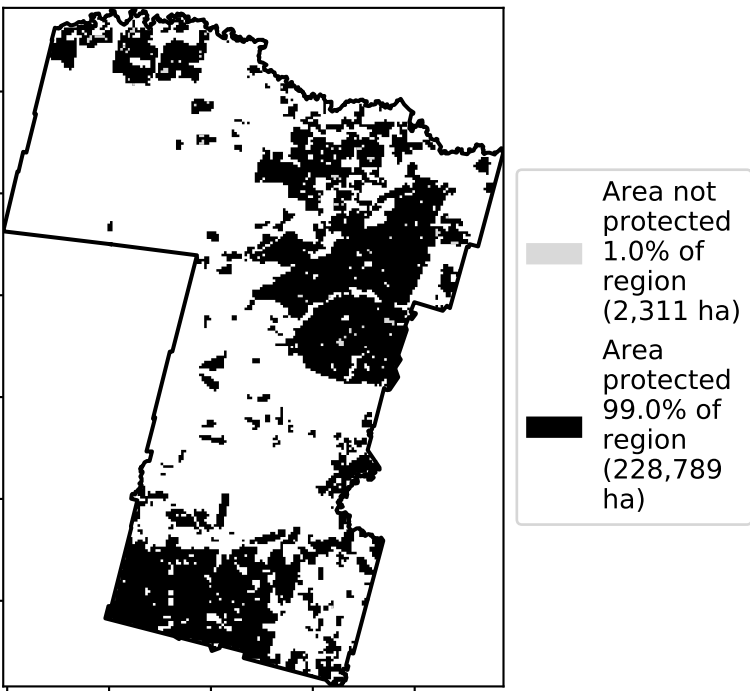 Area not
protected
1.0% of
region
(2,311 ha)
Area
protected
99.0% of
region
(228,789
ha)